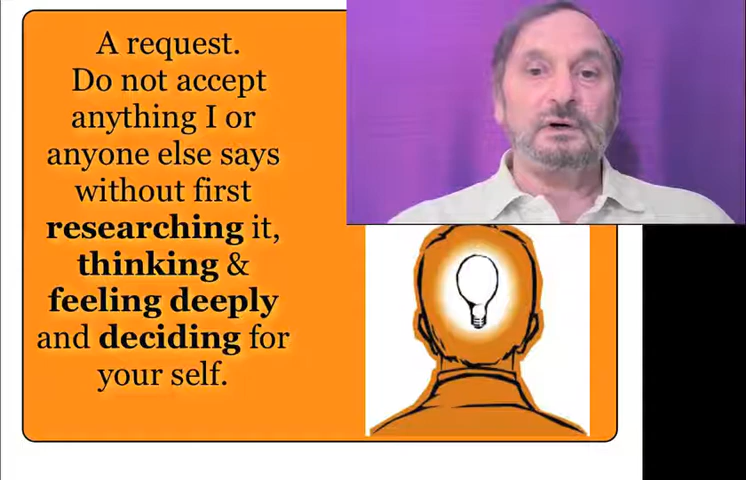 A request.
Do not accept
anything I or
anyone else says
without first
researching it,
thinking &
feeling deeply
and deciding for
your self.